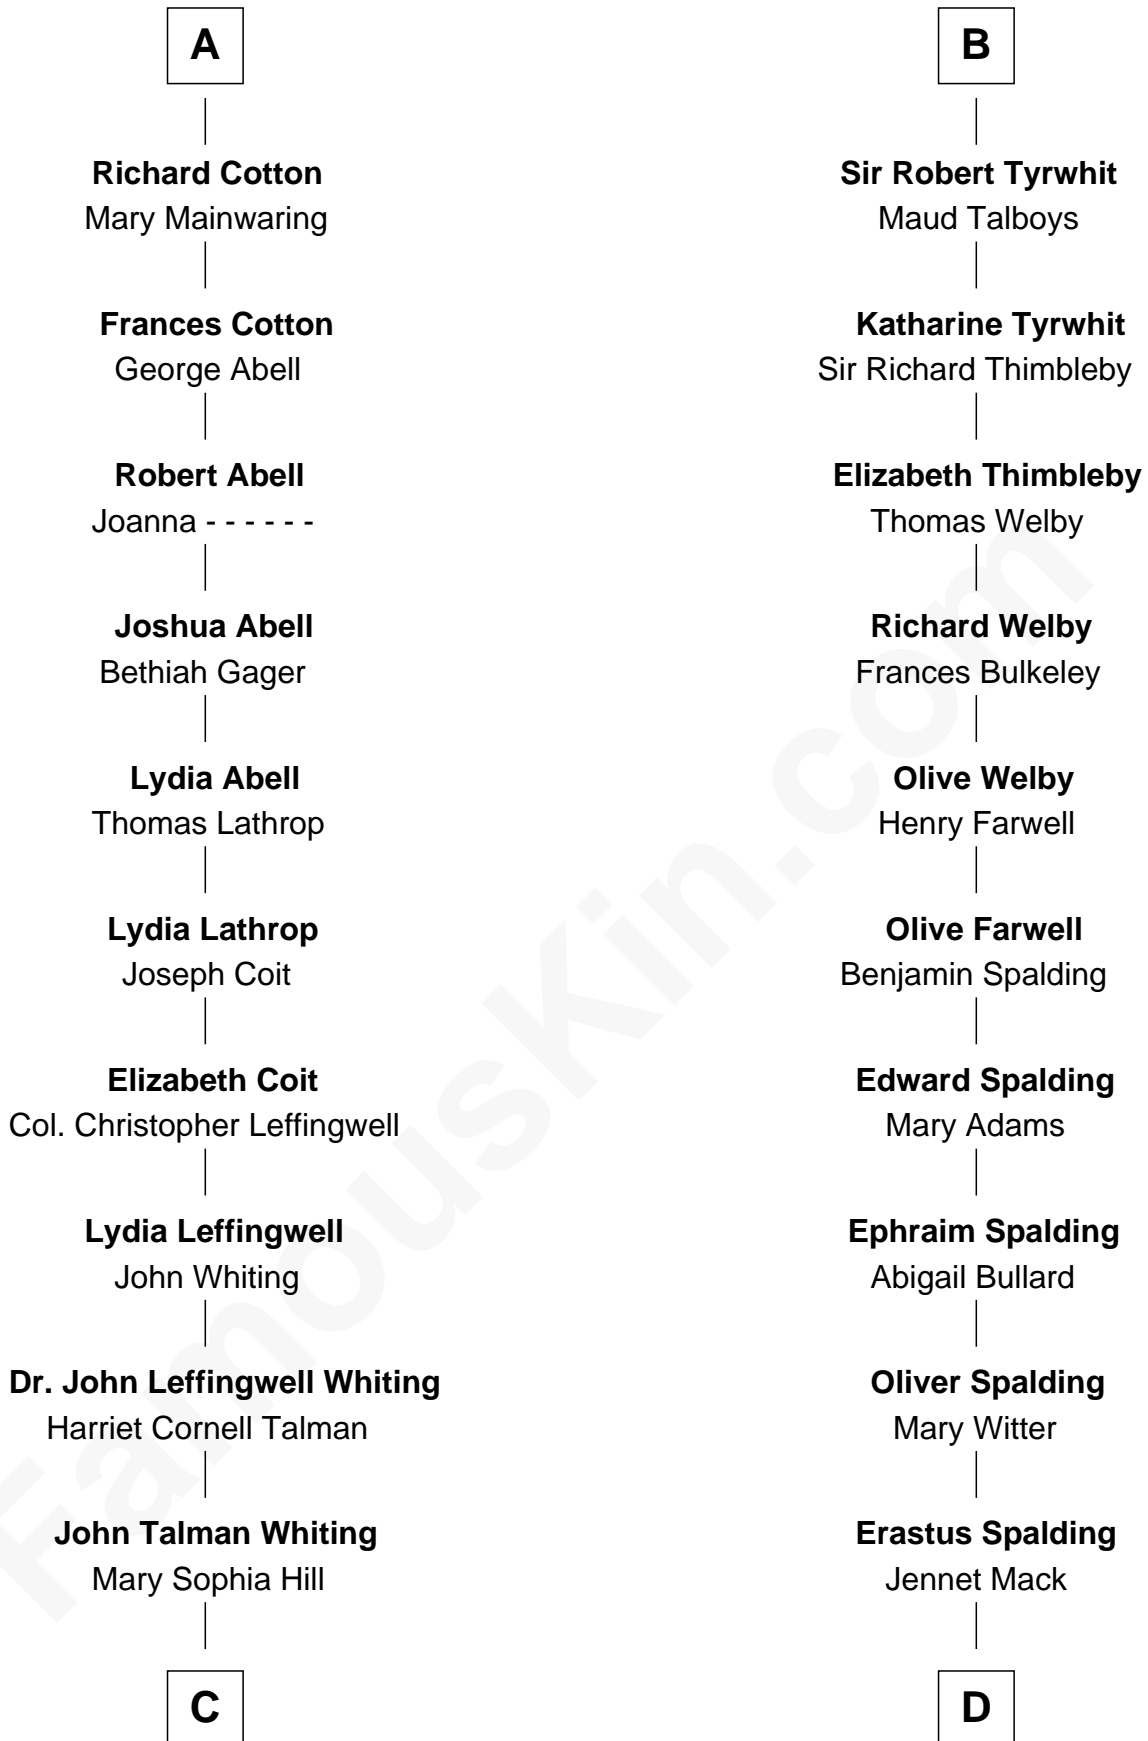 A
Richard Cotton
Mary Mainwaring
Frances Cotton
George Abell
Robert Abell
Joanna - - - - - -
Joshua Abell
Bethiah Gager
Lydia Abell
Thomas Lathrop
Lydia Lathrop
Joseph Coit
Elizabeth Coit
Col. Christopher Leffingwell
Lydia Leffingwell
John Whiting
Dr. John Leffingwell Whiting
Harriet Cornell Talman
John Talman Whiting
Mary Sophia Hill
C
B
Sir Robert Tyrwhit
Maud Talboys
Katharine Tyrwhit
Sir Richard Thimbleby
Elizabeth Thimbleby
Thomas Welby
Richard Welby
Frances Bulkeley
Olive Welby
Henry Farwell
Olive Farwell
Benjamin Spalding
Edward Spalding
Mary Adams
Ephraim Spalding
Abigail Bullard
Oliver Spalding
Mary Witter
Erastus Spalding
Jennet Mack
D
FamousKin.com